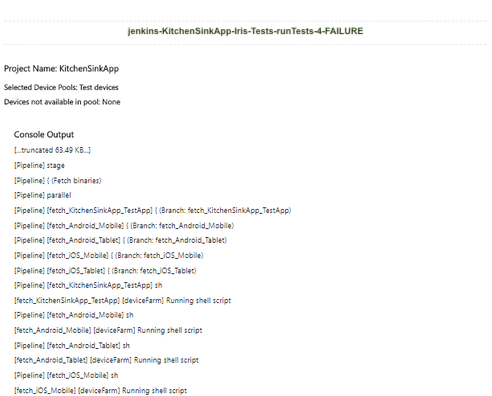 jenkins-KitchenSinkApp-Iris-Tests-runTests-4-FAILURE
Project Name: KitchenSinkApp
Selected Device Pools: Test devices
Devices not available in pool: None
Console Output
[...truncated 63.49 KB...]
[Pipeline] stage
[Pipeline] { (Fetch binaries)
[Pipeline] parallel
[Pipeline] [fetch_KitchenSinkApp_TestApp] { (Branch: fetch_KitchenSinkApp_TestApp)
[Pipeline] [fetch_Android_Mobile] { (Branch: fetch_Android_Mobile)
[Pipeline] [fetch_Android_Tablet] { (Branch: fetch_Android_Tablet)
[Pipeline] [fetch_iOS_Mobile] { (Branch: fetch_iOS_Mobile)
[Pipeline] [fetch_iOS_Tablet] { (Branch: fetch_iOS_Tablet)
[Pipeline] [fetch_KitchenSinkApp_TestApp] sh
[fetch_KitchenSinkApp_TestApp] [deviceFarm] Running shell script
[Pipeline] [fetch_Android_Mobile] sh
[fetch_Android_Mobile] [deviceFarm] Running shell script
[Pipeline] [fetch_Android_Tablet] sh
[fetch_Android_Tablet] [deviceFarm] Running shell script
[Pipeline] [fetch_iOS_Mobile] sh
[fetch_iOS_Mobile] [deviceFarm] Running shell script